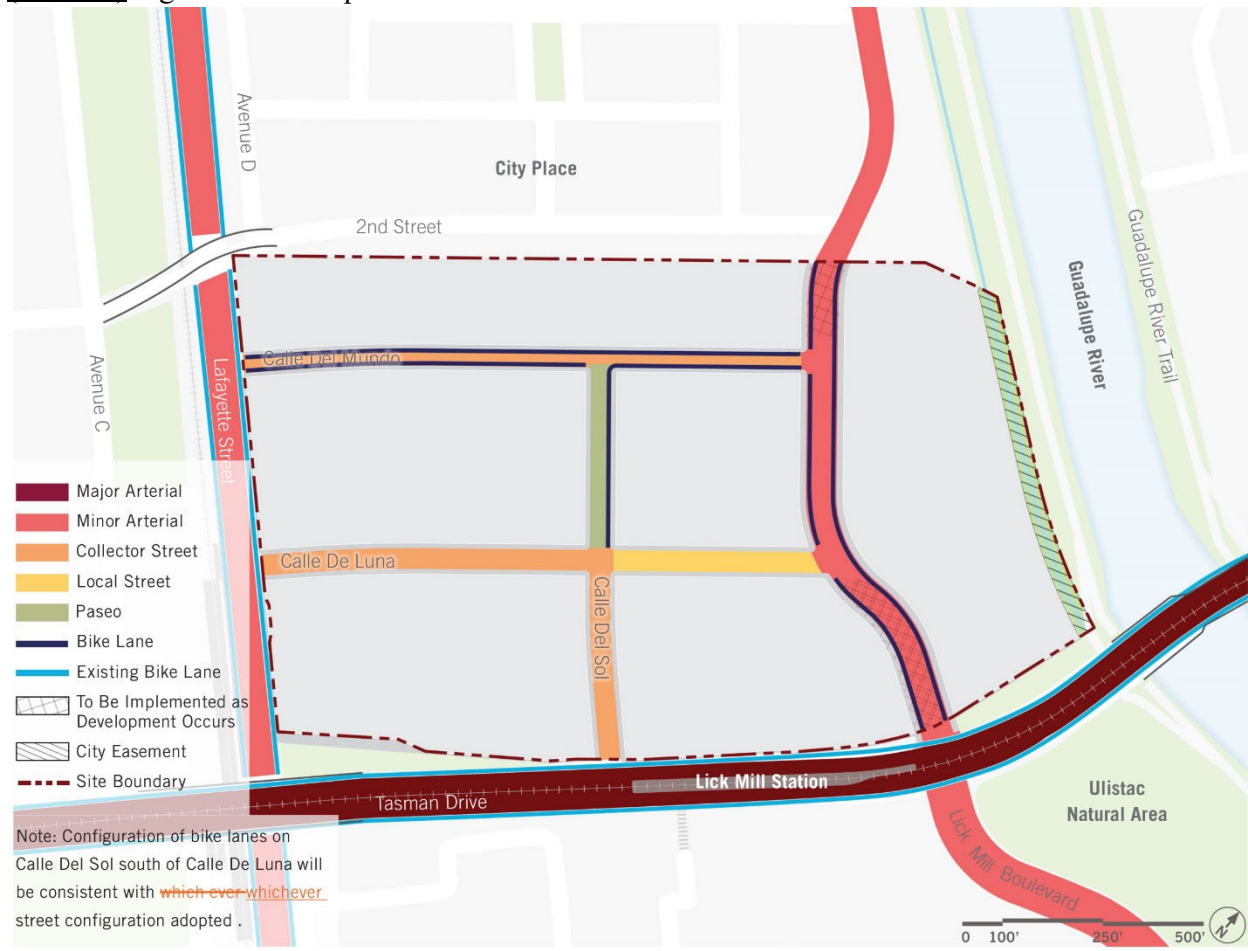 Avenue D
City Place
2nd Street
Guadalupe River
Guadalupe River Trail
Avenue C
Lafayette Street
Calle Del Mundo
Calle De Luna
Calle Del Sol
Major Arterial
Minor Arterial
Collector Street
Local Street
Paseo
Bike Lane
Existing Bike Lane
To Be Implemented as
Development Occurs
City Easement
Site Boundary
Lick Mill Station
Tasman Drive
Ulistac
Natural Area
Lick Mill Boulevard
Note: Configuration of bike lanes on
Calle Del Sol south of Calle De Luna will
be consistent with which ever whichever
street configuration adopted .
0 100' 250' 500'
N